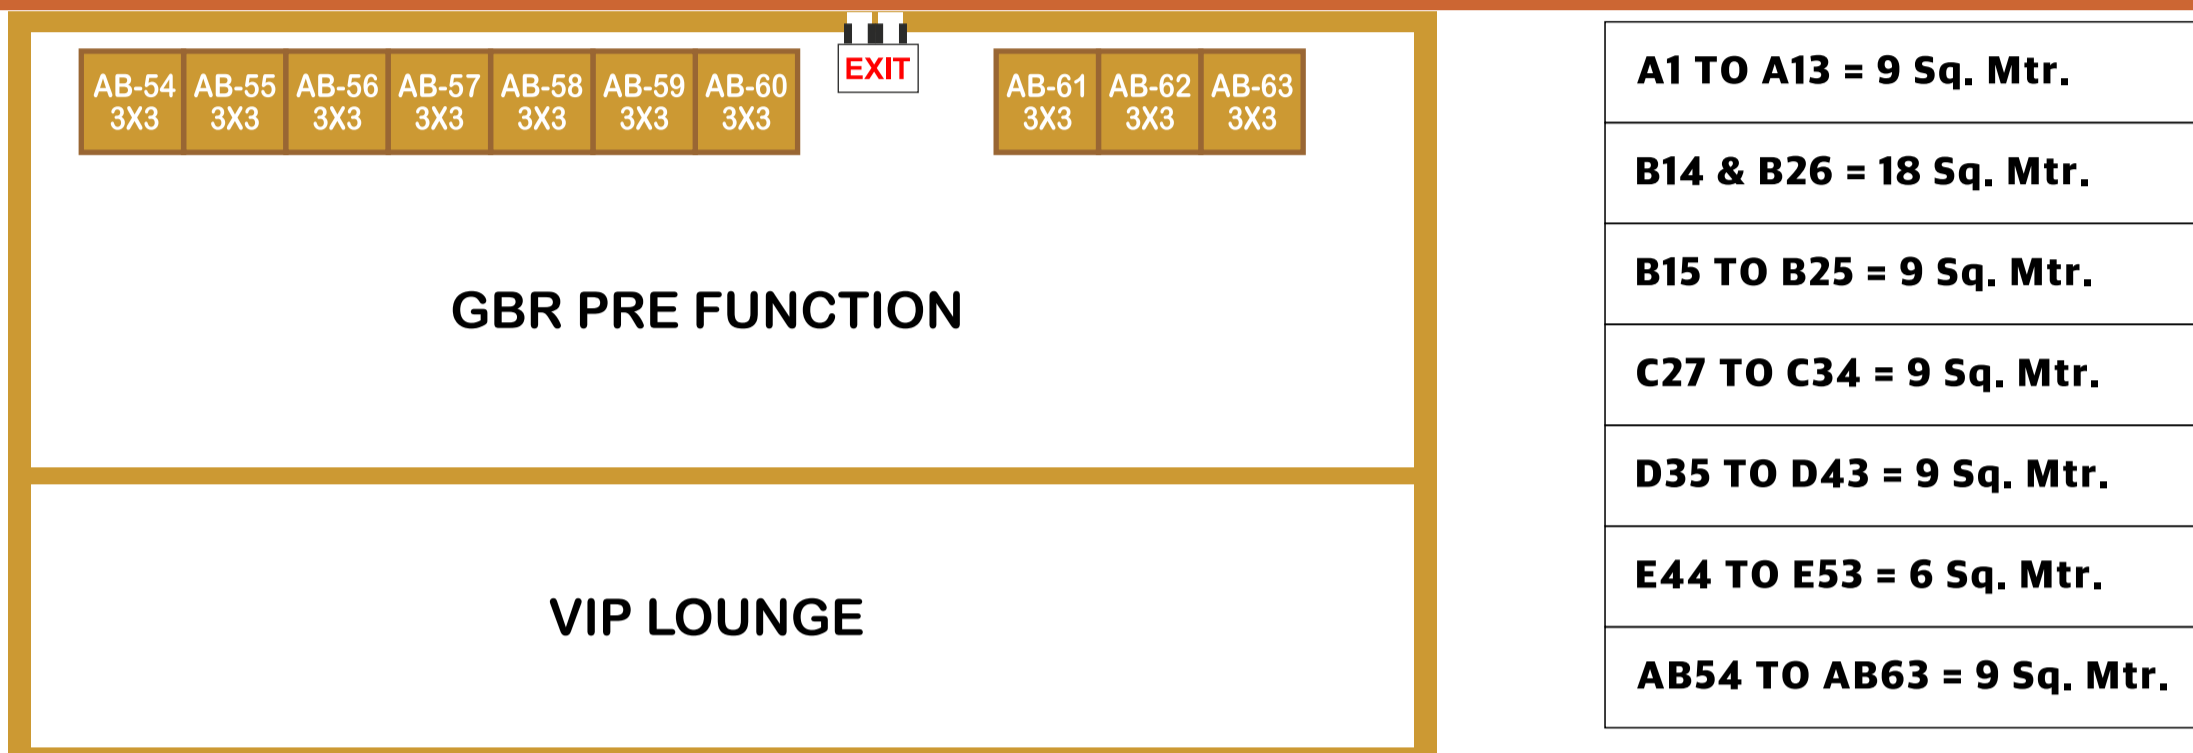 AB-54 AB-55 AB-56 AB-57 AB-58 AB-59 AB-60 EXIT AB-61 AB-62 AB-63
3X3 3X3 3X3 3X3 3X3 3X3 3X3 3X3 3X3 3X3
GBR PRE FUNCTION
VIP LOUNGE
A1 TO A13 = 9 Sq. Mtr.
B14 & B26 = 18 Sq. Mtr.
B15 TO B25 = 9 Sq. Mtr.
C27 TO C34 = 9 Sq. Mtr.
D35 TO D43 = 9 Sq. Mtr.
E44 TO E53 = 6 Sq. Mtr.
AB54 TO AB63 = 9 Sq. Mtr.